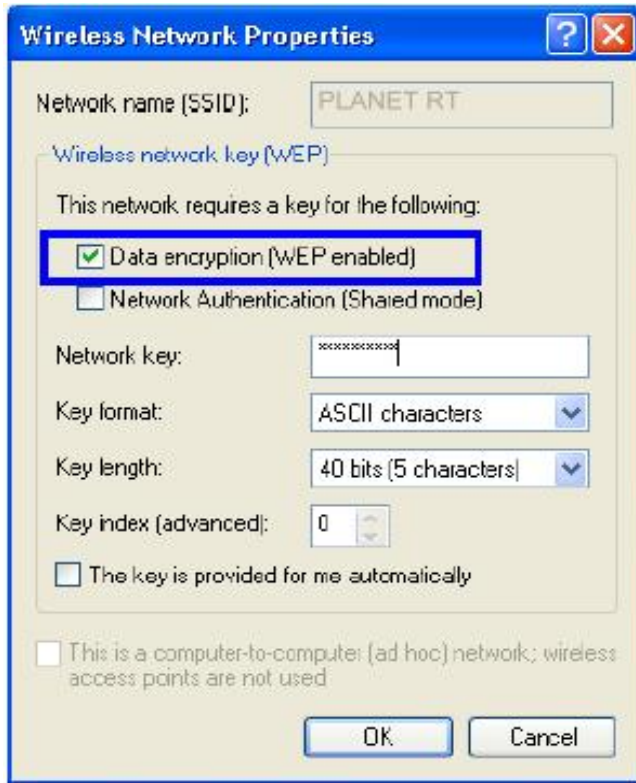 Wireless Network Properties
Network name (SSID): PLANET RT
Wireless network key (WEP)
This network requires a key for the following:
Data encryption (WEP enabled)
Network Authentication (Shared mode)
Network key: **********
Key format: ASCII characters
Key length: 40 bits (5 characters)
Key index (advanced): 0
The key is provided for me automatically
This is a computer-to-computer (ad hoc) network; wireless
access points are not used
OK Cancel